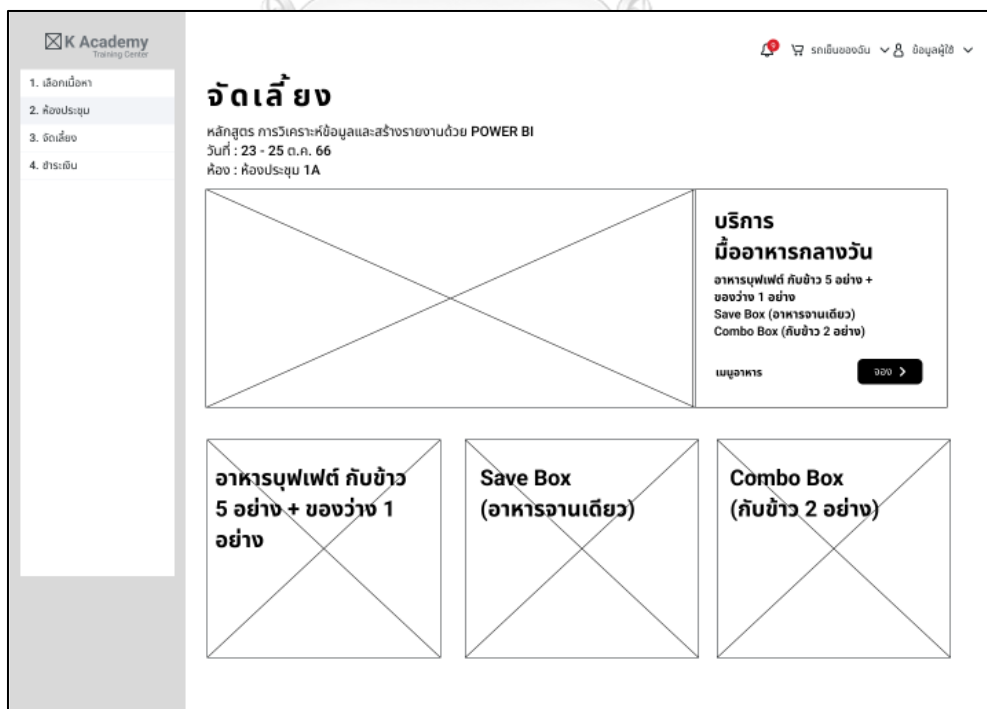 K Academy
Training Center
รถเข็นของฉัน
ข้อมูลผู้ใช้
1. เลือกเนื้อหา
2. ห้องประชุม
3. จัดเลี้ยง
4. ชำระเงิน
จัดเลี้ยง
หลักสูตร การวิเคราะห์ข้อมูลและสร้างรายงานด้วย POWER BI
วันที่ : 23 - 25 ต.ค. 66
ห้อง : ห้องประชุม 1A
บริการ
มื้ออาหารกลางวัน
อาหารบุฟเฟต์ กับข้าว 5 อย่าง +
ของว่าง 1 อย่าง
Save Box (อาหารจานเดียว)
Combo Box (กับข้าว 2 อย่าง)
เมนูอาหาร
จอง
อาหารบุฟเฟต์ กับข้าว
5 อย่าง + ของว่าง 1
อย่าง
Save Box
(อาหารจานเดียว)
Combo Box
(กับข้าว 2 อย่าง)